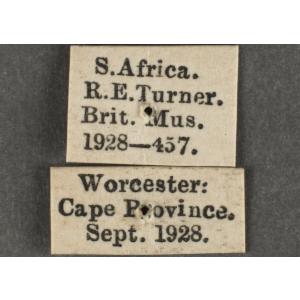 S.Africa.
R.E.Turner.
Brit. Mus.
1928—457.
Worcester:
Cape Province.
Sept. 1928.